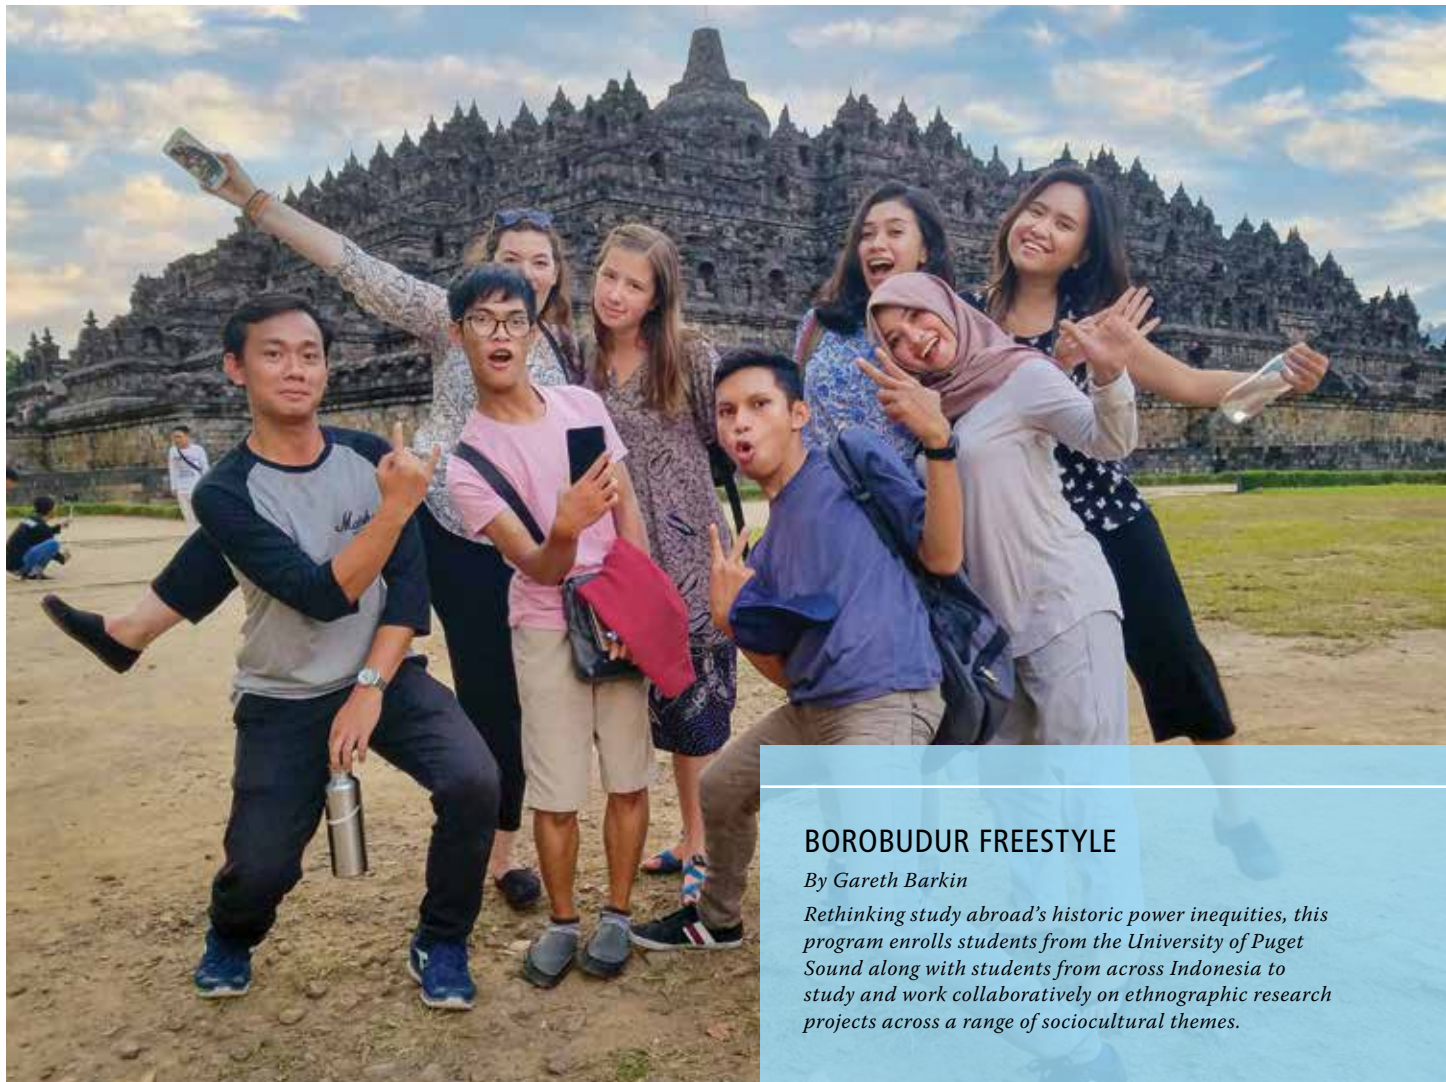 BOROBUDUR FREESTYLE
By Gareth Barkin
Rethinking study abroad’s historic power inequities, this
program enrolls students from the University of Puget
Sound along with students from across Indonesia to
study and work collaboratively on ethnographic research
projects across a range of sociocultural themes.